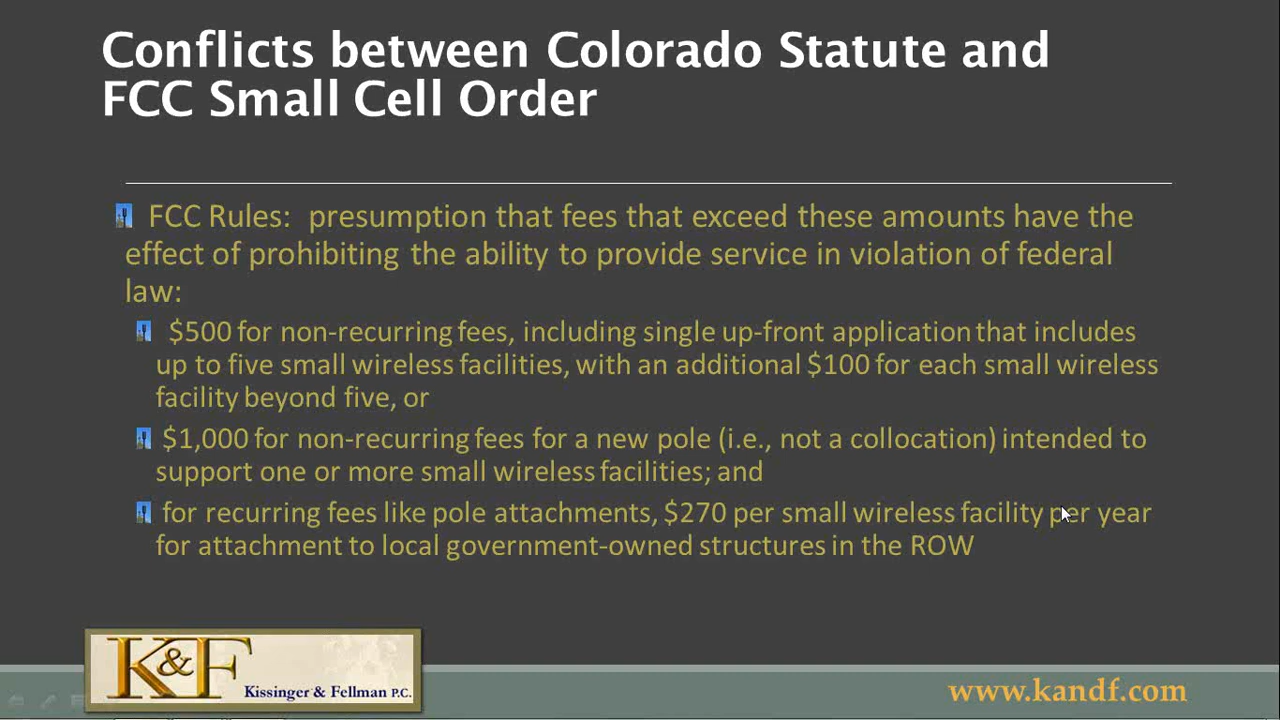 Conflicts between Colorado Statute and
FCC Small Cell Order
FCC Rules: presumption that fees that exceed these amounts have the
effect of prohibiting the ability to provide service in violation of federal
law:
$500 for non-recurring fees, including single up-front application that includes
up to five small wireless facilities, with an additional $100 for each small wireless
facility beyond five, or
$1,000 for non-recurring fees for a new pole (i.e., not a collocation) intended to
support one or more small wireless facilities; and
for recurring fees like pole attachments, $270 per small wireless facility per year
for attachment to local government-owned structures in the ROW
K&F
Kissinger & Fellman P.C.
www.kandf.com